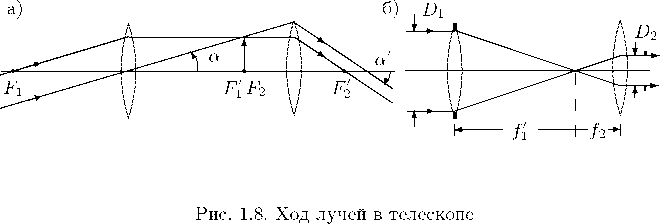 а)
б)
D₁
D₂
α
α′
F₁
F₁′ F₂
F₂′
f₁′
f₂
Рис. 1.8. Ход лучей в телескопе